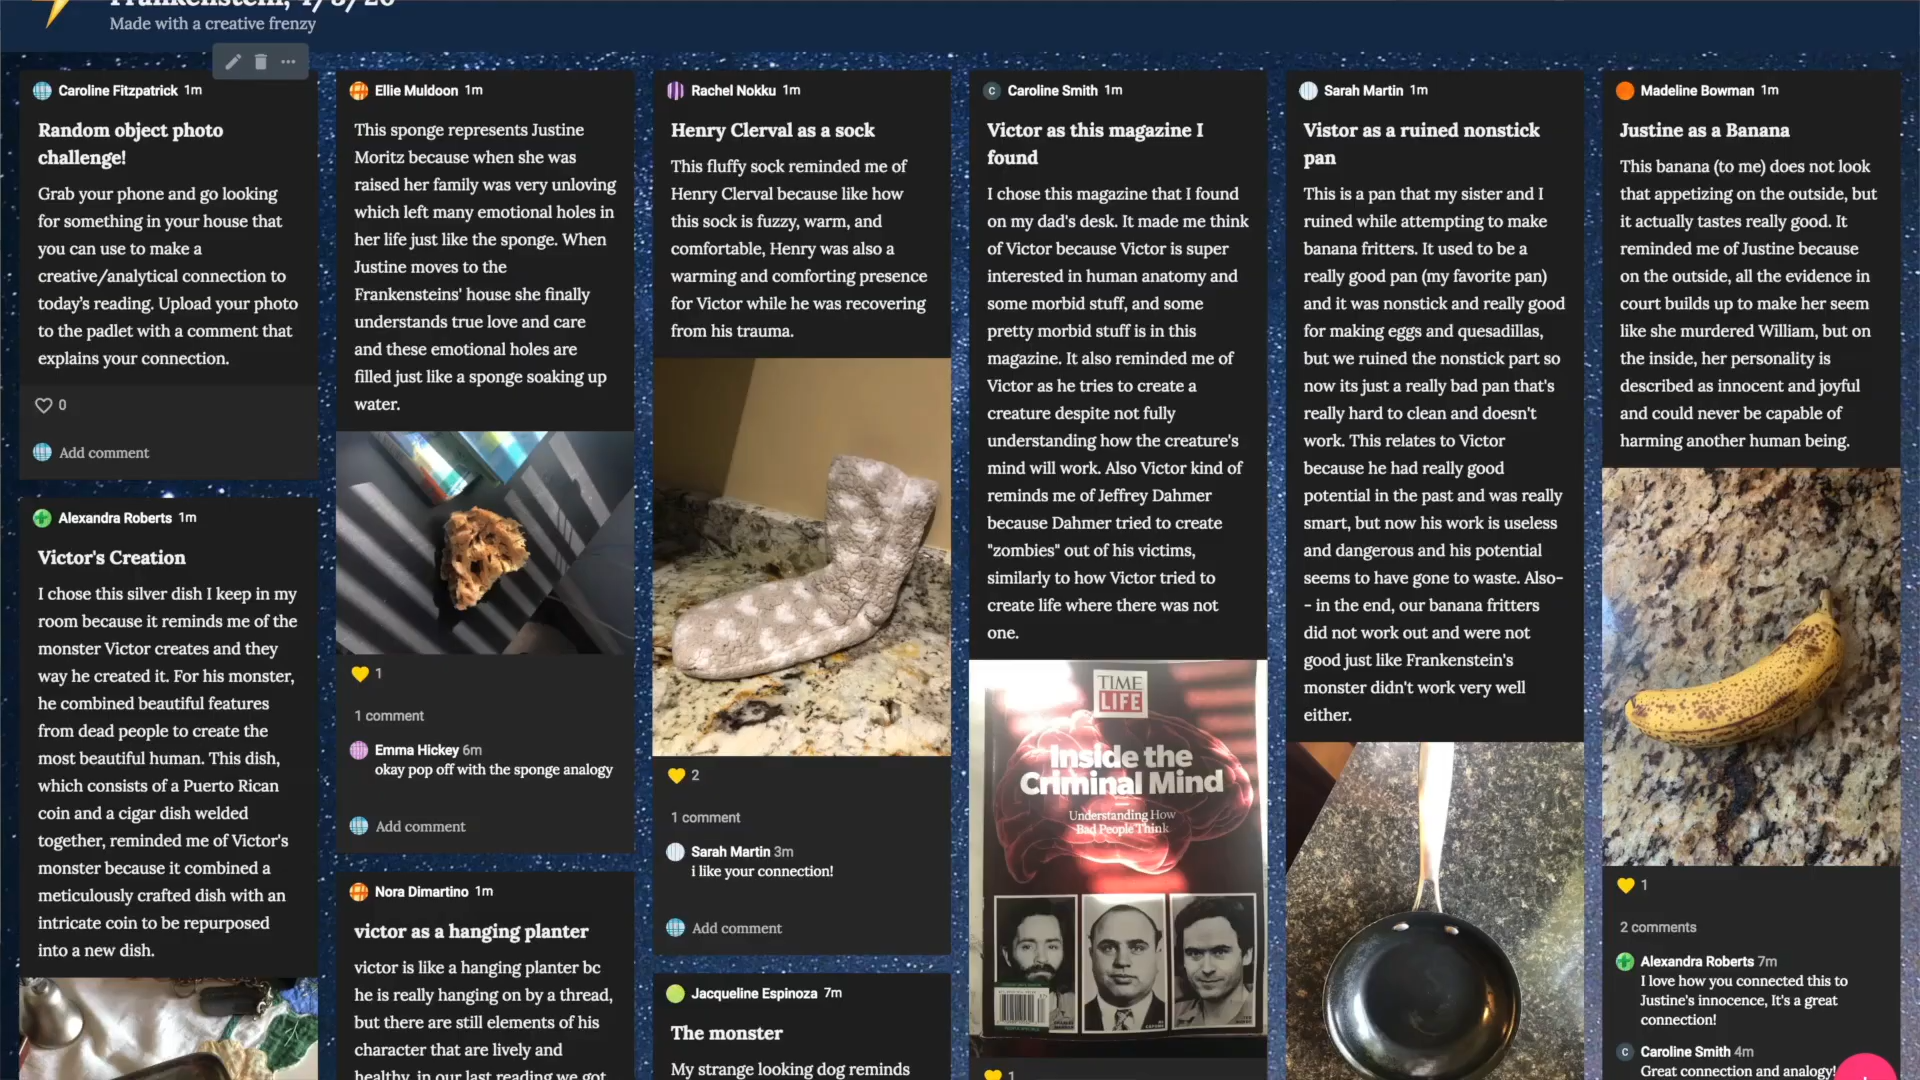 Frankenstein, 4/3/20
Made with a creative frenzy
Caroline Fitzpatrick 1m
Random object photo
challenge!
Grab your phone and go looking
for something in your house that
you can use to make a
creative/analytical connection to
today's reading. Upload your photo
to the padlet with a comment that
explains your connection.
0
Add comment
Alexandra Roberts 1m
Victor's Creation
I chose this silver dish I keep in my
room because it reminds me of the
monster Victor creates and they
way he created it. For his monster,
he combined beautiful features
from dead people to create the
most beautiful human. This dish,
which consists of a Puerto Rican
coin and a cigar dish welded
together, reminded me of Victor's
monster because it combined a
meticulously crafted dish with an
intricate coin to be repurposed
into a new dish.
Ellie Muldoon 1m
This sponge represents Justine
Moritz because when she was
raised her family was very unloving
which left many emotional holes in
her life just like the sponge. When
Justine moves to the
Frankensteins' house she finally
understands true love and care
and these emotional holes are
filled just like a sponge soaking up
water.
1
1 comment
Emma Hickey 6m
okay pop off with the sponge analogy
Add comment
Nora Dimartino 1m
victor as a hanging planter
victor is like a hanging planter bc
he is really hanging on by a thread,
but there are still elements of his
character that are lively and
healthy. in our last reading we got
Rachel Nokku 1m
Henry Clerval as a sock
This fluffy sock reminded me of
Henry Clerval because like how
this sock is fuzzy, warm, and
comfortable, Henry was also a
warming and comforting presence
for Victor while he was recovering
from his trauma.
2
1 comment
Sarah Martin 3m
i like your connection!
Add comment
Jacqueline Espinoza 7m
The monster
My strange looking dog reminds
C
Caroline Smith 1m
Victor as this magazine I
found
I chose this magazine that I found
on my dad's desk. It made me think
of Victor because Victor is super
interested in human anatomy and
some morbid stuff, and some
pretty morbid stuff is in this
magazine. It also reminded me of
Victor as he tries to create a
creature despite not fully
understanding how the creature's
mind will work. Also Victor kind of
reminds me of Jeffrey Dahmer
because Dahmer tried to create
"zombies" out of his victims,
similarly to how Victor tried to
create life where there was not
one.
TIME
LIFE
Inside the
Criminal Mind
Understanding How
Bad People Think
1
Sarah Martin 1m
Vistor as a ruined nonstick
pan
This is a pan that my sister and I
ruined while attempting to make
banana fritters. It used to be a
really good pan (my favorite pan)
and it was nonstick and really good
for making eggs and quesadillas,
but we ruined the nonstick part so
now its just a really bad pan that's
really hard to clean and doesn't
work. This relates to Victor
because he had really good
potential in the past and was really
smart, but now his work is useless
and dangerous and his potential
seems to have gone to waste. Also-
- in the end, our banana fritters
did not work out and were not
good just like Frankenstein's
monster didn't work very well
either.
Madeline Bowman 1m
Justine as a Banana
This banana (to me) does not look
that appetizing on the outside, but
it actually tastes really good. It
reminded me of Justine because
on the outside, all the evidence in
court builds up to make her seem
like she murdered William, but on
the inside, her personality is
described as innocent and joyful
and could never be capable of
harming another human being.
1
2 comments
Alexandra Roberts 7m
I love how you connected this to
Justine's innocence, It's a great
connection!
C
Caroline Smith 4m
Great connection and analogy!